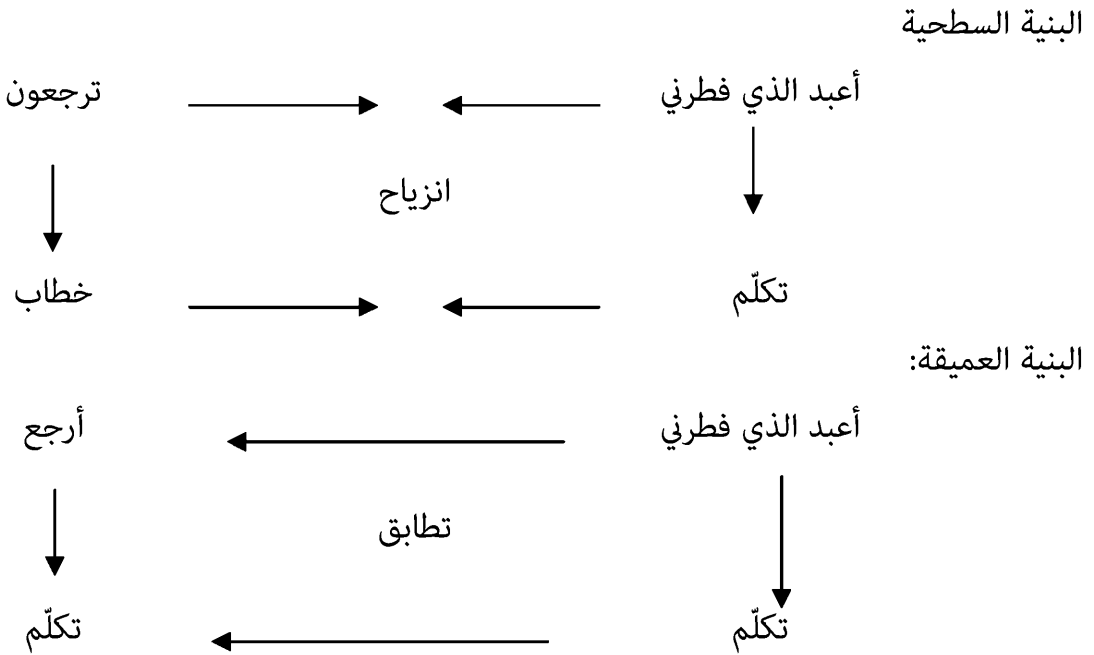 البنية السطحية
أعبد الذي فطرني ترجعون
انزياح
تكلّم خطاب
البنية العميقة:
أعبد الذي فطرني أرجع
تطابق
تكلّم تكلّم